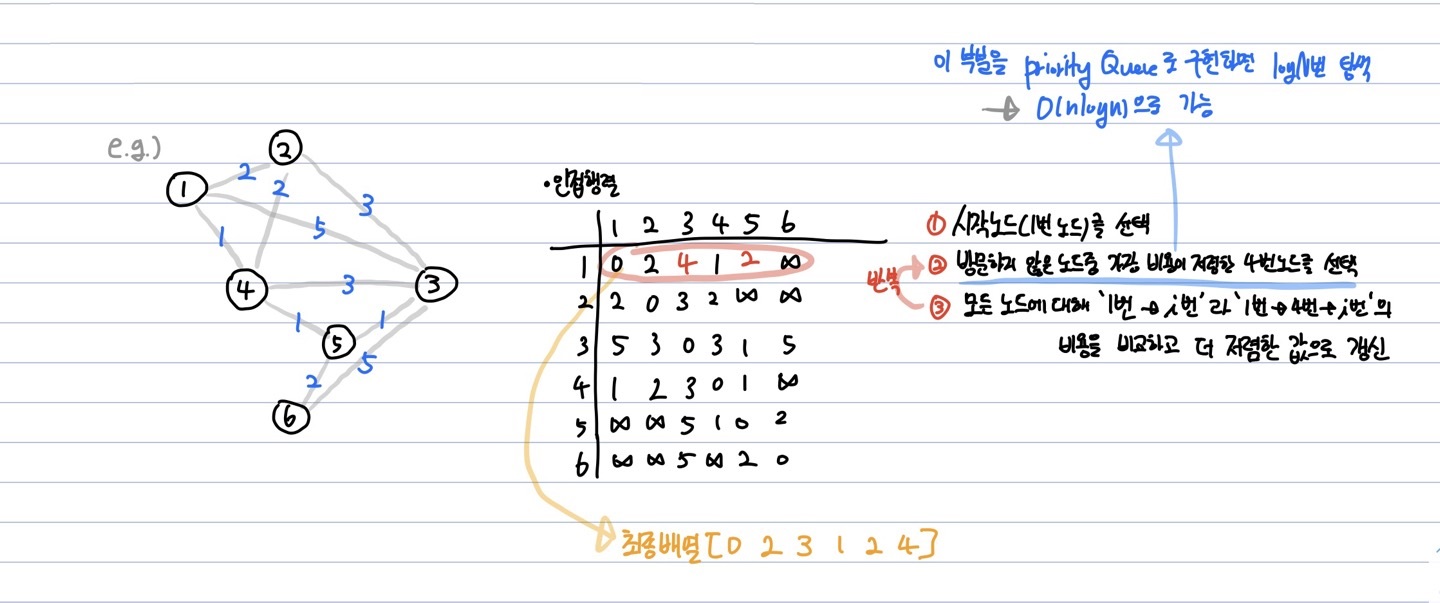 이 부분을 priority Queue로 구현하면 logN번 탐색
→ O(nlogn)으로 가능
e.g.)
2
1
2
2
3
5
1
4
3
3
1
5
1
2
5
6
•인접행렬
1 2 3 4 5 6
1 0 2 4 1 2 ∞
2 2 0 3 2 ∞ ∞
3 5 3 0 3 1 5
4 1 2 3 0 1 ∞
5 ∞ ∞ 5 1 0 2
6 ∞ ∞ 5 ∞ 2 0
① 시작노드(1번 노드)를 선택
② 방문하지 않은 노드중 가장 비용이 저렴한 4번노드를 선택
반복
③ 모든 노드에 대해 '1번 → i번'과 '1번→4번→i번'의
비용을 비교하고 더 저렴한 값으로 갱신
최종배열[0 2 3 1 2 4]